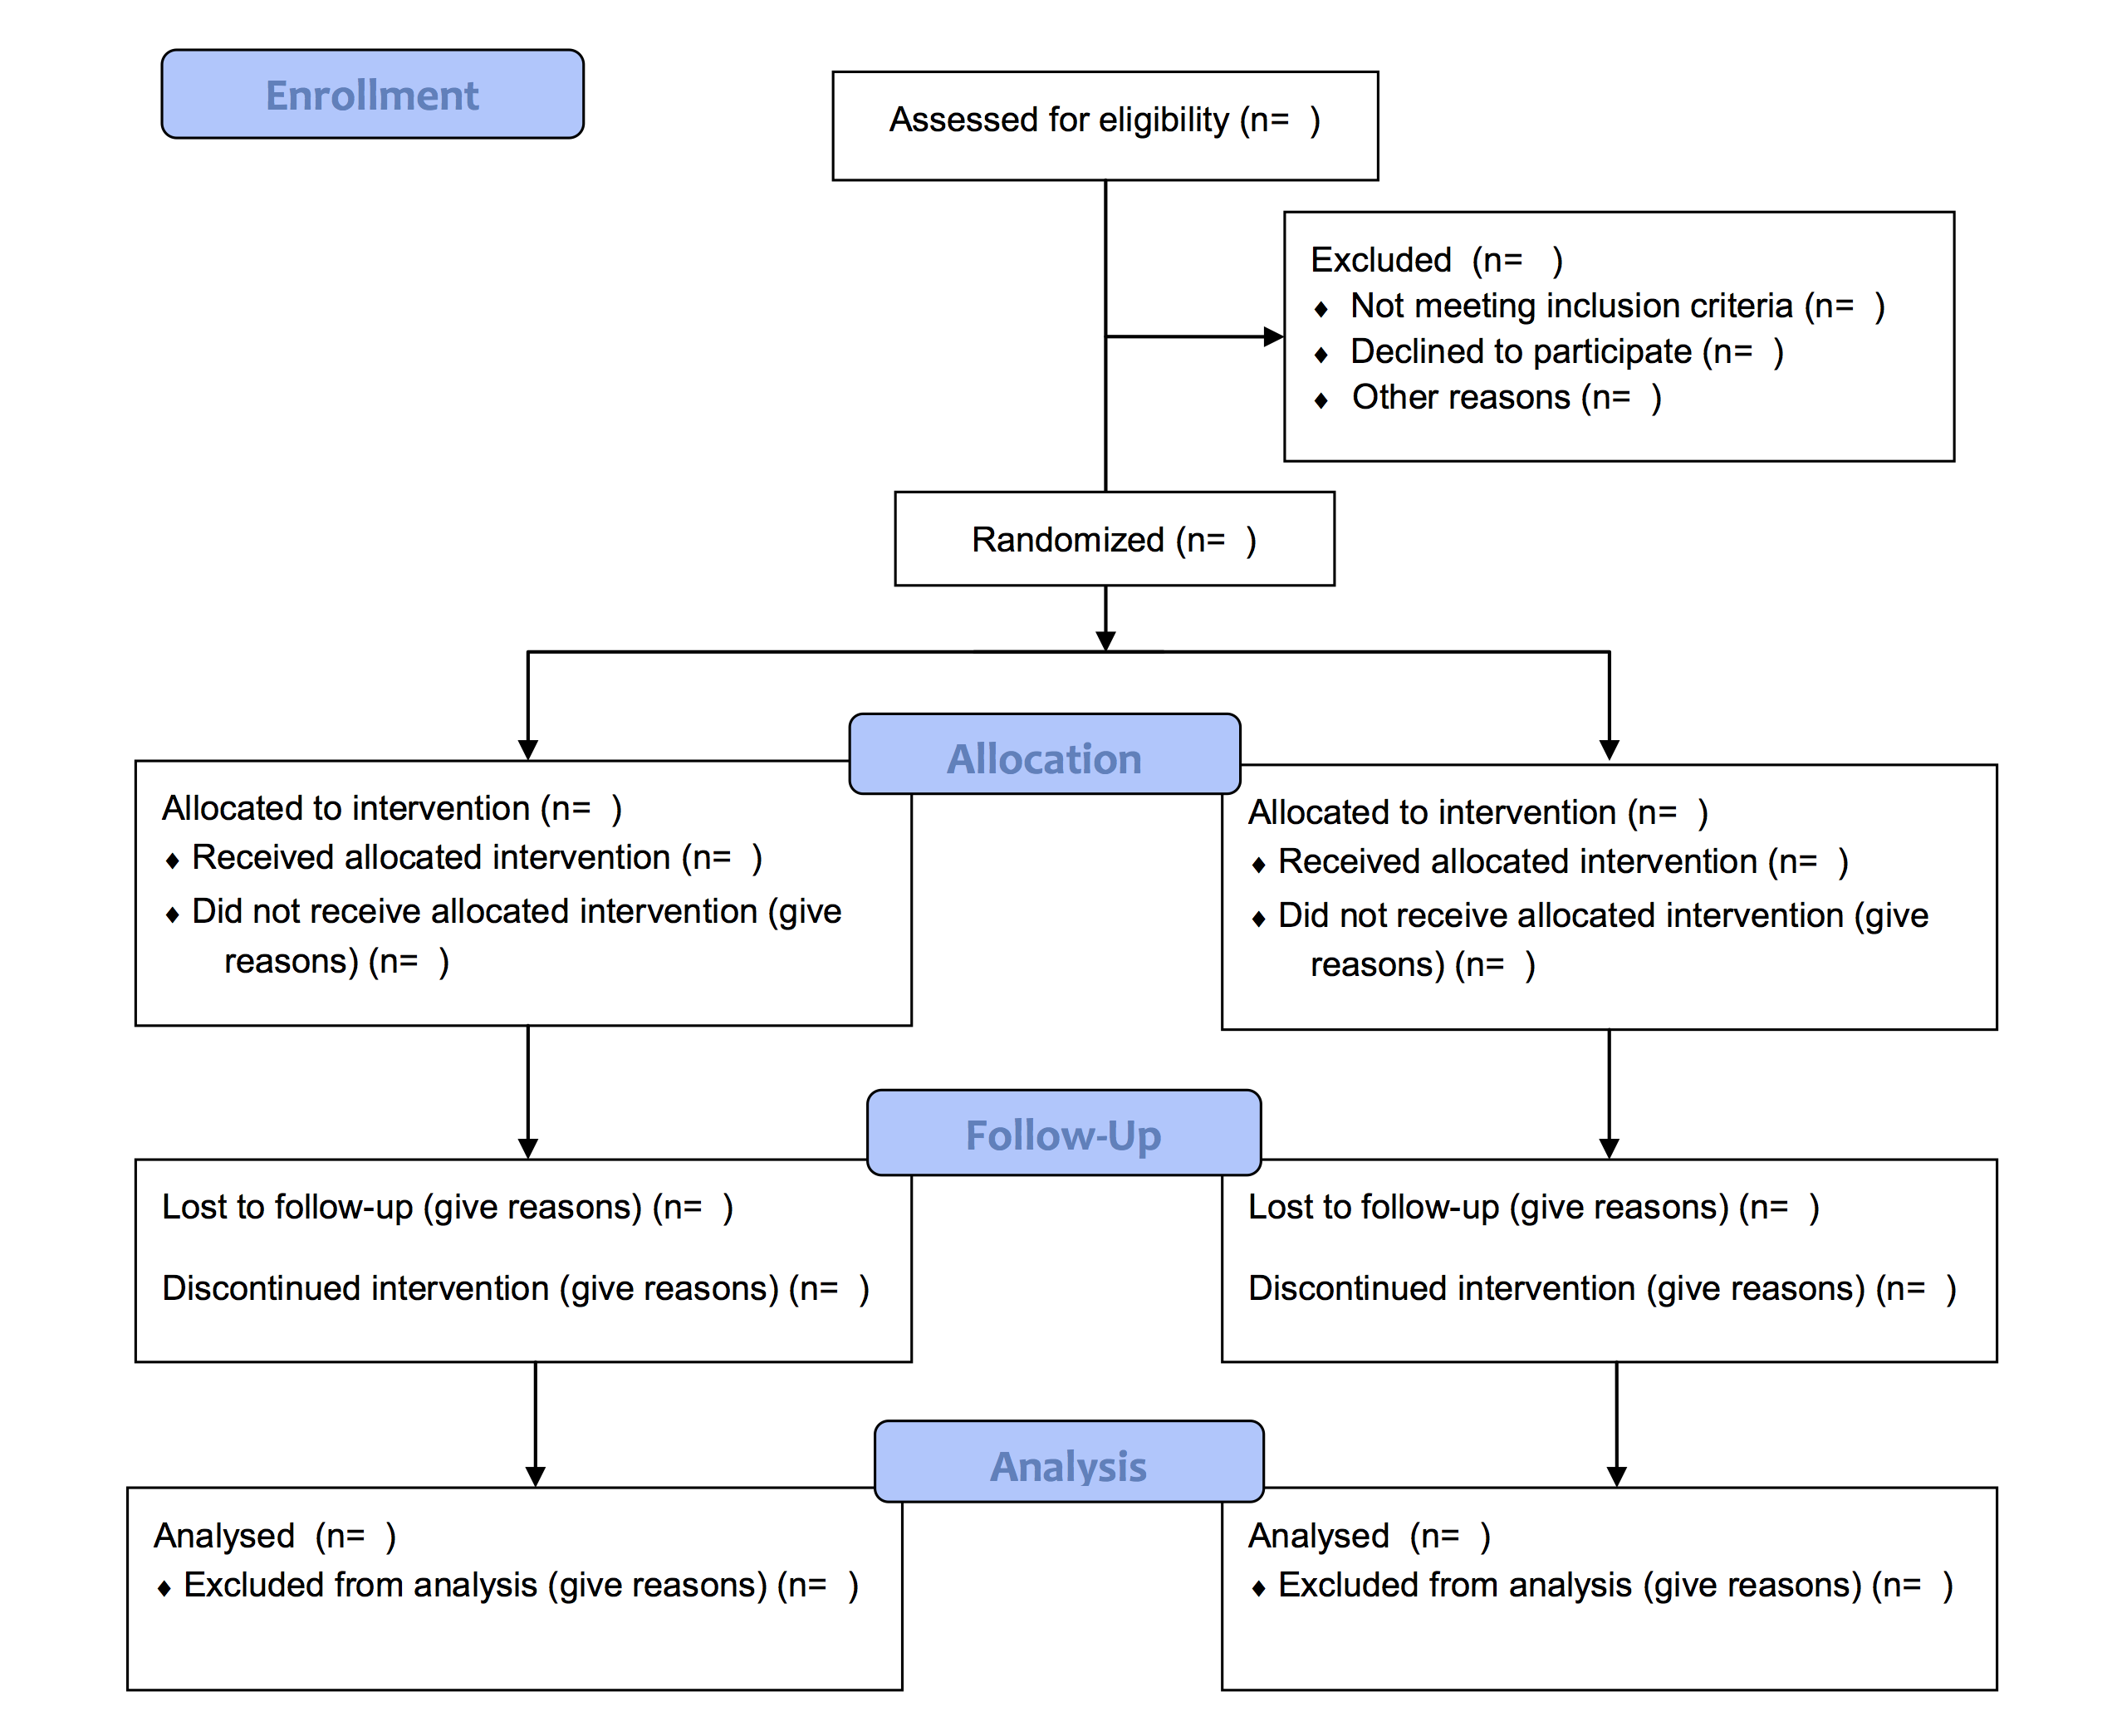 Enrollment
Assessed for eligibility (n=  )
Excluded  (n=   )
♦ Not meeting inclusion criteria (n=  )
♦ Declined to participate (n=  )
♦ Other reasons (n=  )
Randomized (n=  )
Allocation
Allocated to intervention (n=  )
♦ Received allocated intervention (n=  )
♦ Did not receive allocated intervention (give
reasons) (n=  )
Allocated to intervention (n=  )
♦ Received allocated intervention (n=  )
♦ Did not receive allocated intervention (give
reasons) (n=  )
Follow-Up
Lost to follow-up (give reasons) (n=  )
Discontinued intervention (give reasons) (n=  )
Lost to follow-up (give reasons) (n=  )
Discontinued intervention (give reasons) (n=  )
Analysis
Analysed  (n=  )
♦ Excluded from analysis (give reasons) (n=  )
Analysed  (n=  )
♦ Excluded from analysis (give reasons) (n=  )